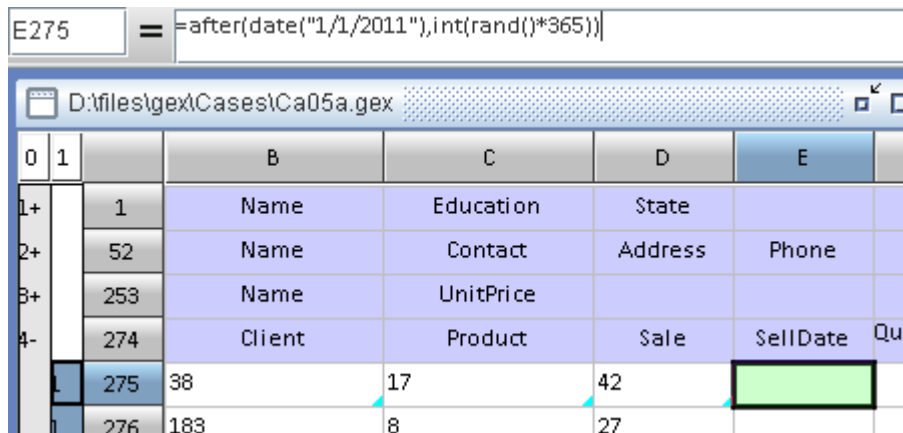 E275 = =after(date("1/1/2011"),int(rand()*365))
D:\files\gex\Cases\Ca05a.gex
0 1 B C D E
1+ 1 Name Education State
2+ 52 Name Contact Address Phone
3+ 253 Name UnitPrice
4- 274 Client Product Sale SellDate Qu
1 275 38 17 42
276 183 8 27